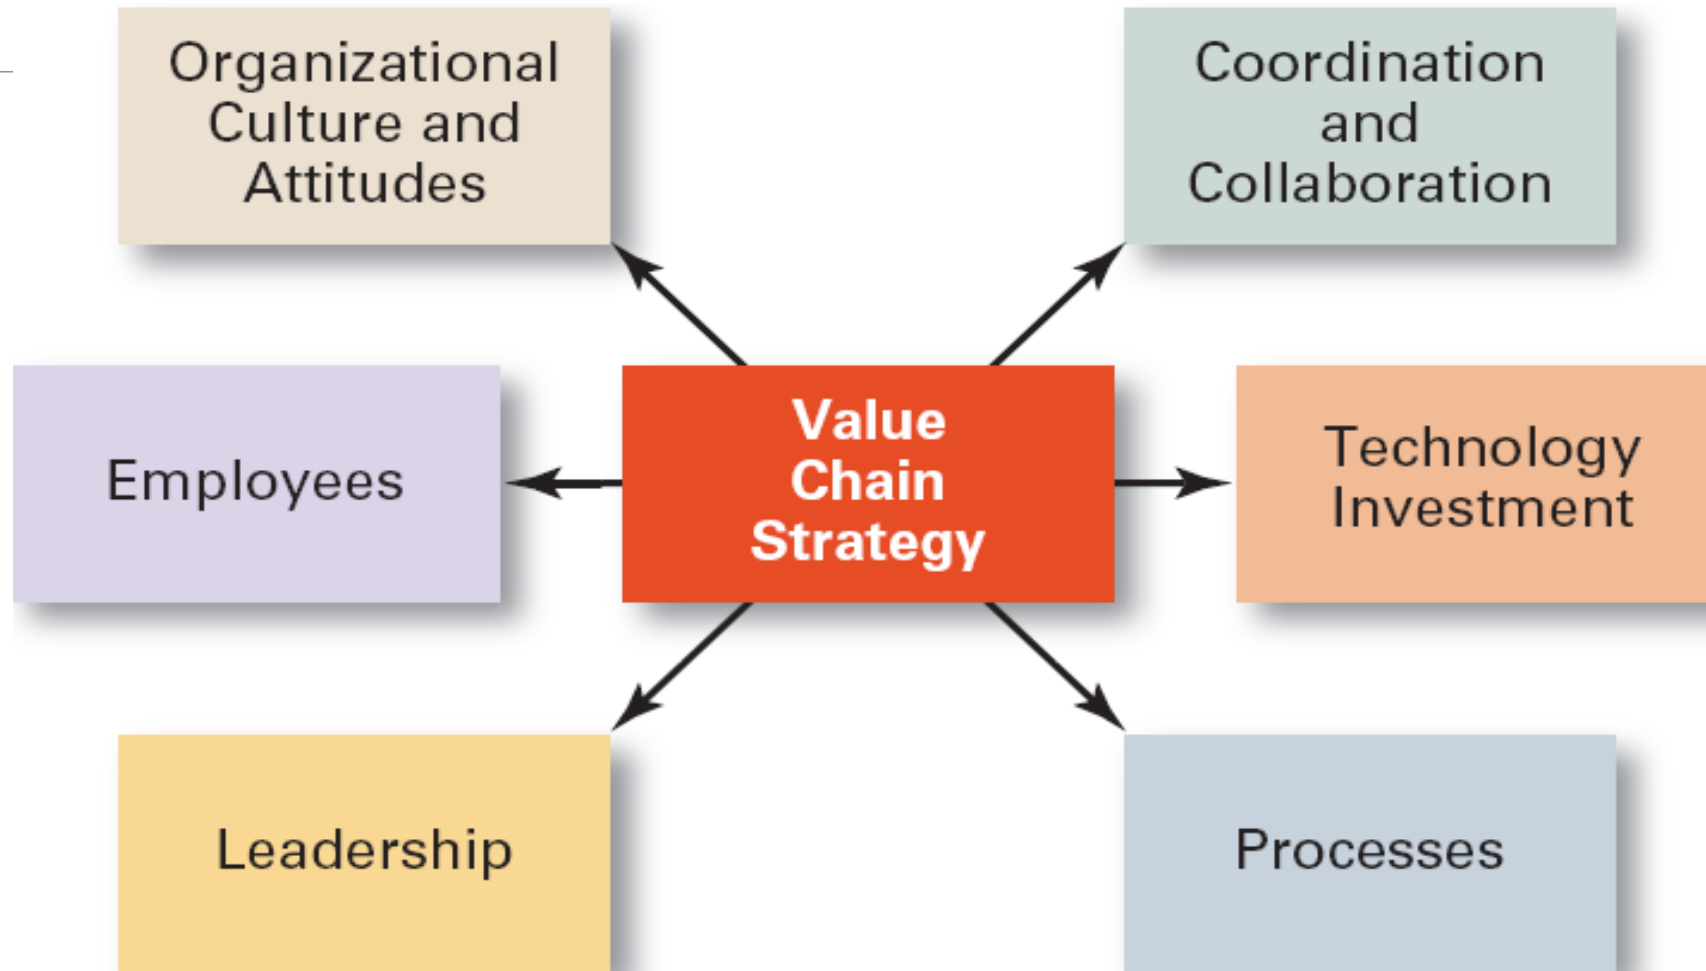 Organizational
Culture and
Attitudes
Coordination
and
Collaboration
Employees
Value
Chain
Strategy
Technology
Investment
Leadership
Processes